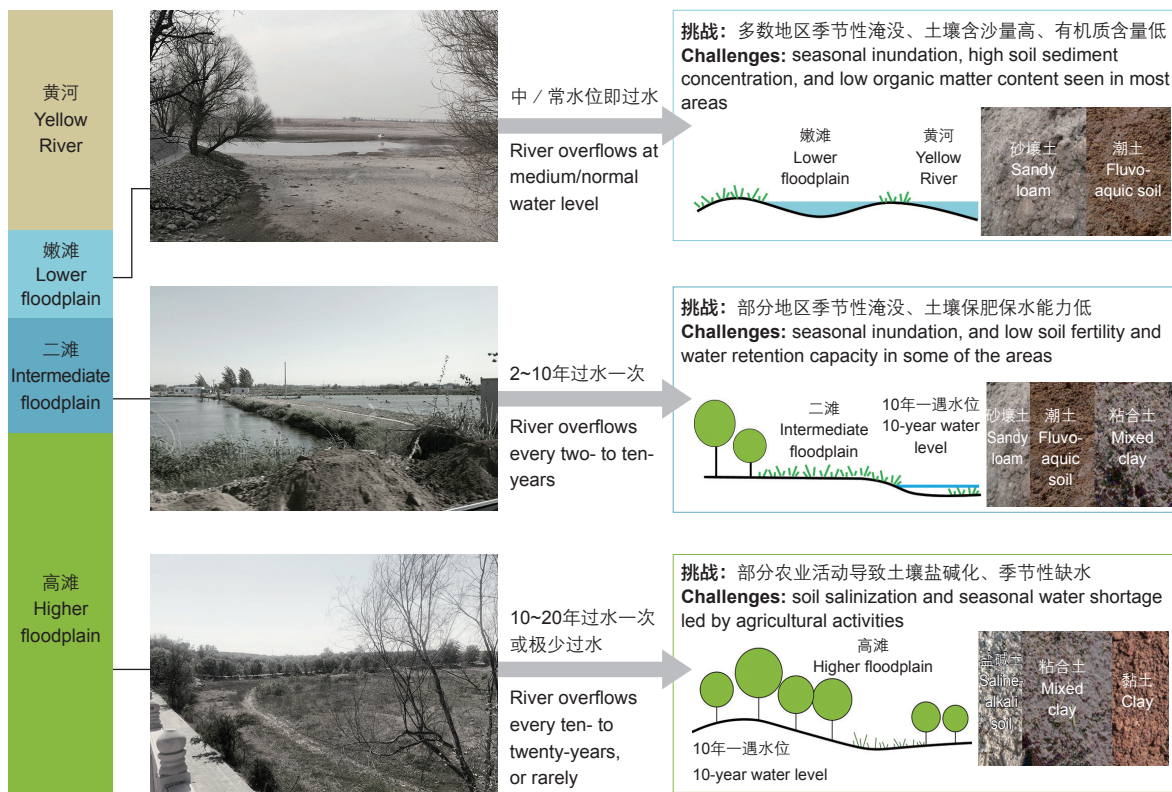 黄河
Yellow
River
嫩滩
Lower
floodplain
二滩
Intermediate
floodplain
高滩
Higher
floodplain
中／常水位即过水
River overflows at
medium/normal
water level
挑战：多数地区季节性淹没、土壤含沙量高、有机质含量低
Challenges: seasonal inundation, high soil sediment
concentration, and low organic matter content seen in most
areas
嫩滩
Lower
floodplain
黄河
Yellow
River
砂壤土
Sandy
loam
潮土
Fluvo-
aquic soil
2~10年过水一次
River overflows
every two- to ten-
years
挑战：部分地区季节性淹没、土壤保肥保水能力低
Challenges: seasonal inundation, and low soil fertility and
water retention capacity in some of the areas
二滩
Intermediate
floodplain
10年一遇水位
10-year water
level
砂壤土
Sandy
loam
潮土
Fluvo-
aquic
soil
粘合土
Mixed
clay
10~20年过水一次
或极少过水
River overflows
every ten- to
twenty-years,
or rarely
挑战：部分农业活动导致土壤盐碱化、季节性缺水
Challenges: soil salinization and seasonal water shortage
led by agricultural activities
高滩
Higher floodplain
10年一遇水位
10-year water level
盐碱土
Saline-
alkali
soil
粘合土
Mixed
clay
黏土
Clay